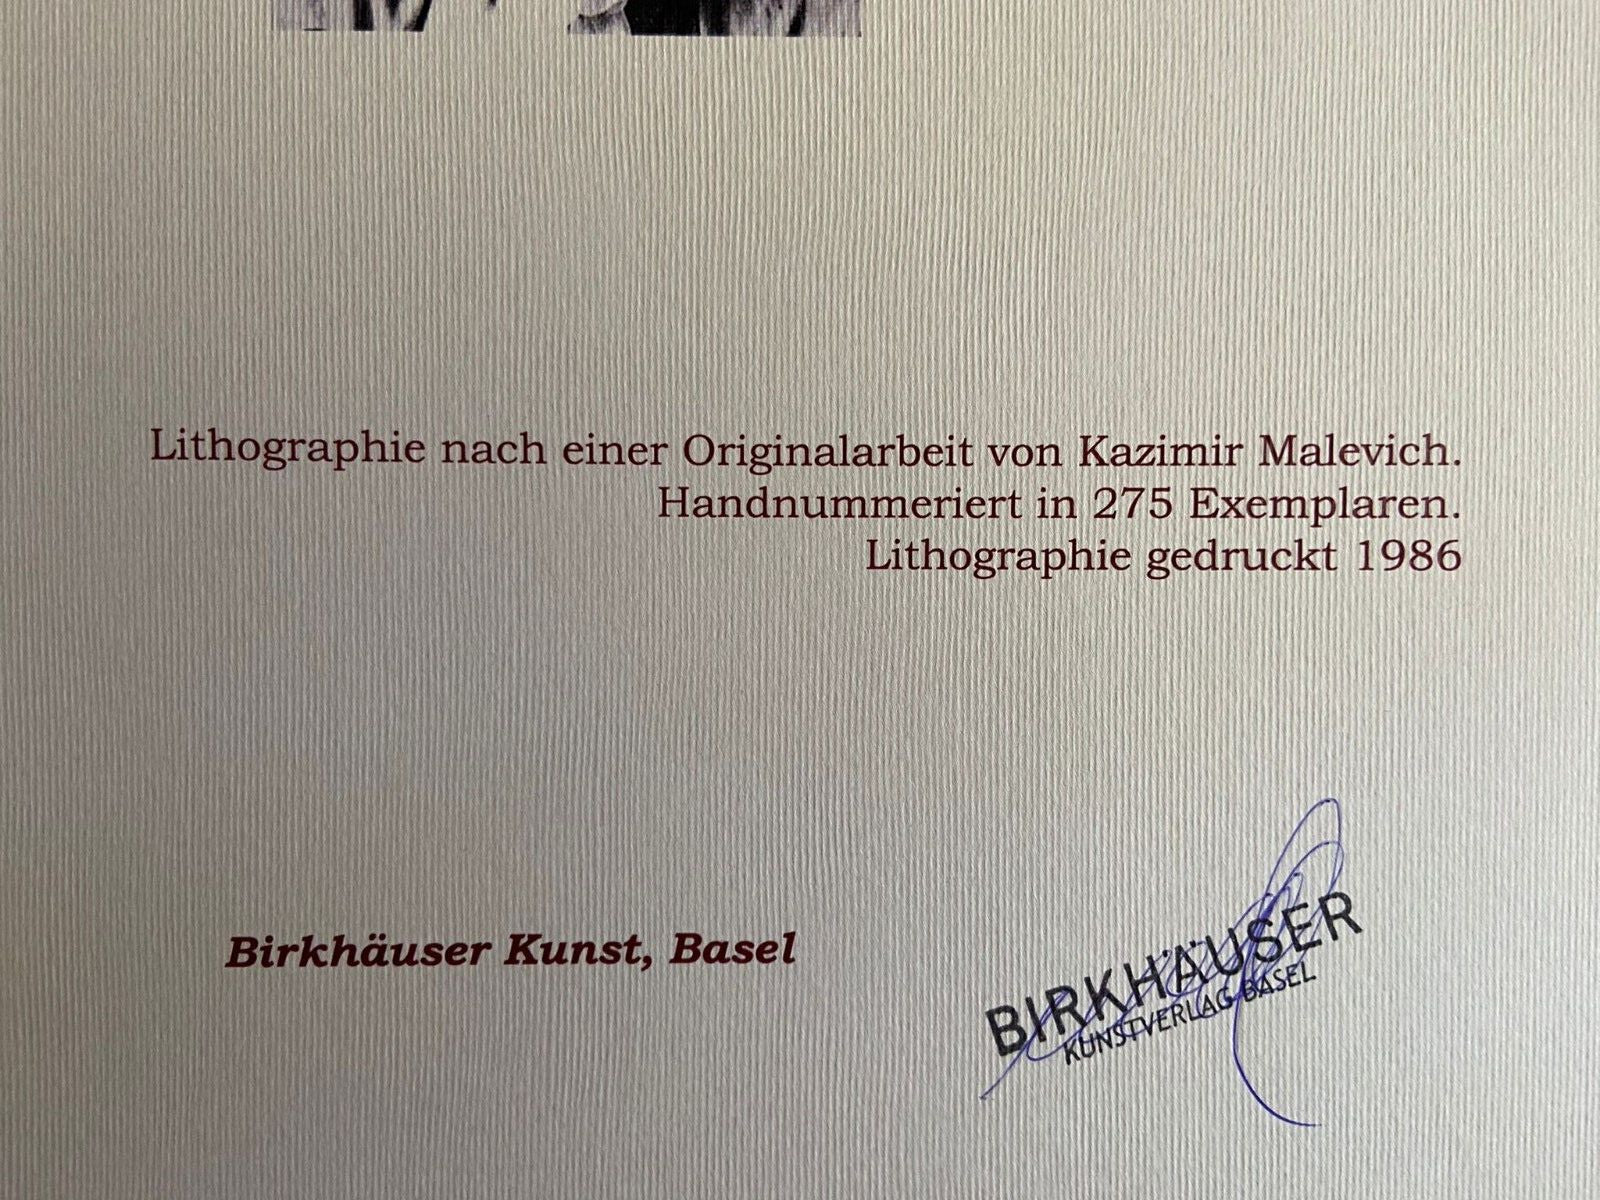 Lithographie nach einer Originalarbeit von Kazimir Malevich.
Handnummeriert in 275 Exemplaren.
Lithographie gedruckt 1986
Birkhäuser Kunst, Basel
BIRKHÄUSER
KUNSTVERLAG BASEL